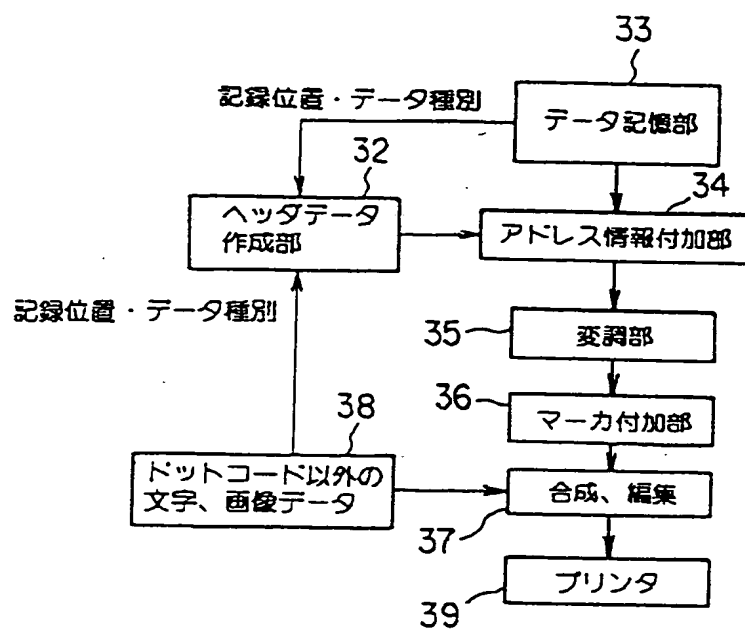 33
記録位置・データ種別
データ記憶部
32
34
ヘッダデータ
作成部
アドレス情報付加部
記録位置・データ種別
35
変調部
36
マーカ付加部
38
ドットコード以外の
文字、画像データ
合成、編集
37
プリンタ
39